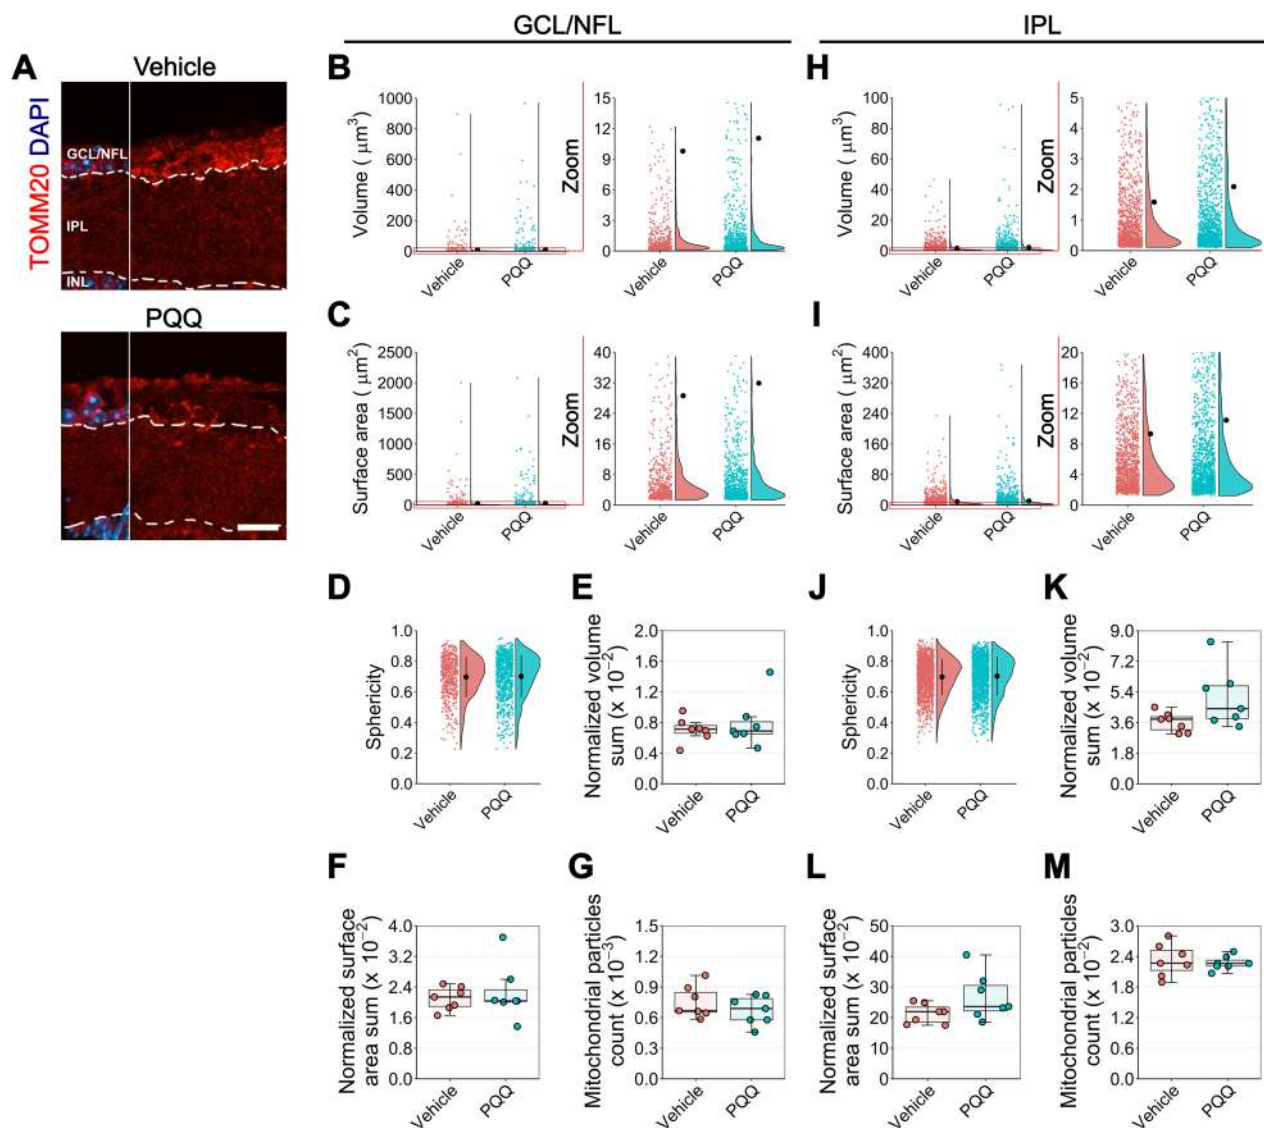 GCL/NFL
IPL
A
Vehicle
TOMM20 DAPI
GCL/NFL
IPL
INL
PQQ
B
Volume ( μm³)
1000
800
600
400
200
0
Vehicle
PQQ
Zoom
15
12
9
6
3
0
Vehicle
PQQ
H
Volume ( μm³)
100
80
60
40
20
0
Vehicle
PQQ
Zoom
5
4
3
2
1
0
Vehicle
PQQ
C
Surface area ( μm²)
2500
2000
1500
1000
500
0
Vehicle
PQQ
Zoom
40
32
24
16
8
0
Vehicle
PQQ
I
Surface area ( μm²)
400
320
240
160
80
0
Vehicle
PQQ
Zoom
20
16
12
8
4
0
Vehicle
PQQ
D
Sphericity
1.0
0.8
0.6
0.4
0.2
0.0
Vehicle
PQQ
E
Normalized volume
sum (x 10⁻²)
2.0
1.6
1.2
0.8
0.4
0.0
Vehicle
PQQ
J
Sphericity
1.0
0.8
0.6
0.4
0.2
0.0
Vehicle
PQQ
K
Normalized volume
sum (x 10⁻²)
9.0
7.2
5.4
3.6
1.8
0.0
Vehicle
PQQ
F
Normalized surface
area sum (x 10⁻²)
4.0
3.2
2.4
1.6
0.8
0.0
Vehicle
PQQ
G
Mitochondrial particles
count (x 10⁻³)
1.5
1.2
0.9
0.6
0.3
0.0
Vehicle
PQQ
L
Normalized surface
area sum (x 10⁻²)
50
40
30
20
10
0
Vehicle
PQQ
M
Mitochondrial particles
count (x 10⁻²)
3.0
2.4
1.8
1.2
0.6
0.0
Vehicle
PQQ